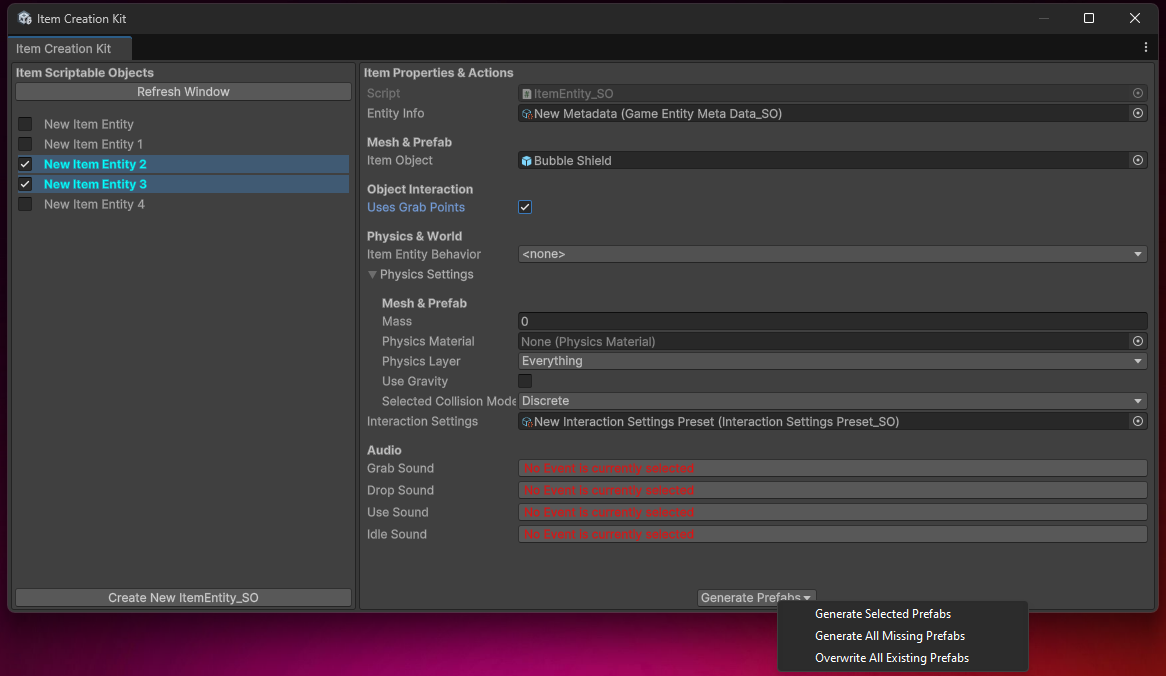 Item Creation Kit
Item Creation Kit
Item Scriptable Objects
Refresh Window
New Item Entity
New Item Entity 1
New Item Entity 2
New Item Entity 3
New Item Entity 4
Create New ItemEntity_SO
Item Properties & Actions
Script ItemEntity_SO
Entity Info New Metadata (Game Entity Meta Data_SO)
Mesh & Prefab
Item Object Bubble Shield
Object Interaction
Uses Grab Points
Physics & World
Item Entity Behavior <none>
Physics Settings
Mesh & Prefab
Mass 0
Physics Material None (Physics Material)
Physics Layer Everything
Use Gravity
Selected Collision Mode Discrete
Interaction Settings New Interaction Settings Preset (Interaction Settings Preset_SO)
Audio
Grab Sound No Event is currently selected
Drop Sound No Event is currently selected
Use Sound No Event is currently selected
Idle Sound No Event is currently selected
Generate Prefabs
Generate Selected Prefabs
Generate All Missing Prefabs
Overwrite All Existing Prefabs